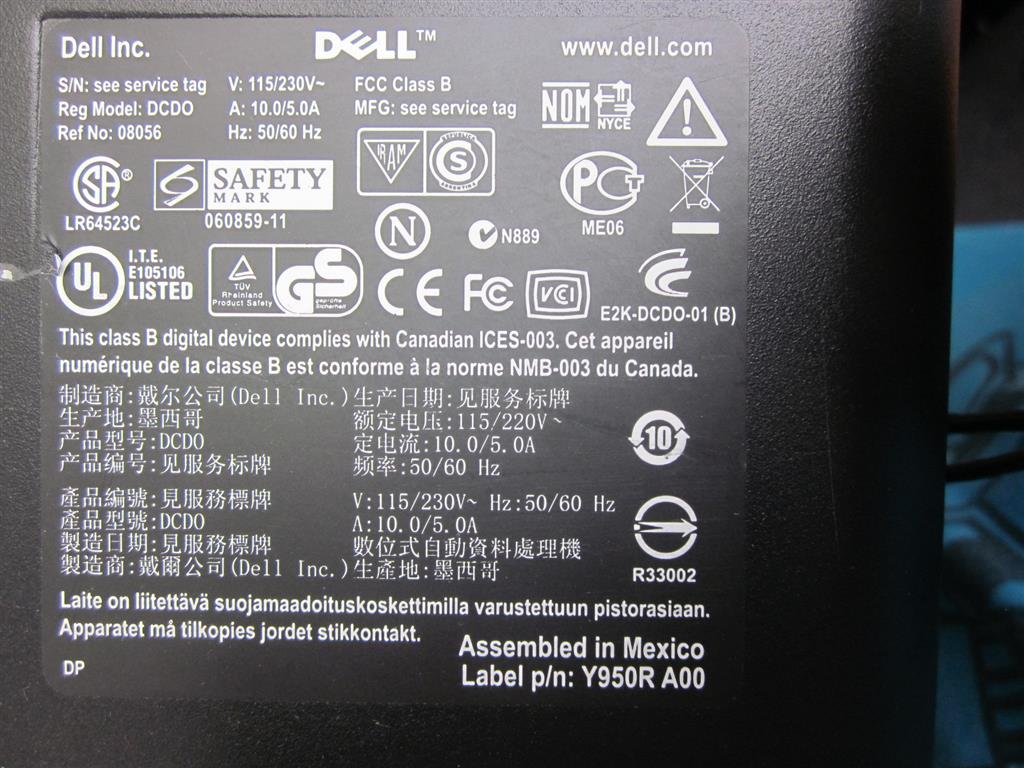 Dell Inc. DELL™ www.dell.com
S/N: see service tag V: 115/230V~ FCC Class B
Reg Model: DCDO A: 10.0/5.0A MFG: see service tag
Ref No: 08056 Hz: 50/60 Hz
NOM NYCE
IRAM S
REPUBLICA ARGENTINA
SA® SAFETY MARK PCT
LR64523C 060859-11 ME06
N N889
UL I.T.E. E105106 LISTED
TÜV Rheinland Product Safety GS geprüfte Sicherheit
CE FC VCI E2K-DCDO-01 (B)
This class B digital device complies with Canadian ICES-003. Cet appareil
numérique de la classe B est conforme à la norme NMB-003 du Canada.
制造商:戴尔公司(Dell Inc.)生产日期:见服务标牌
生产地:墨西哥 额定电压:115/220V~
产品型号:DCDO 定电流:10.0/5.0A
产品编号:见服务标牌 频率:50/60 Hz
10
產品編號:見服務標牌 V:115/230V~ Hz:50/60 Hz
產品型號:DCDO A:10.0/5.0A
製造日期:見服務標牌 數位式自動資料處理機
製造商:戴爾公司(Dell Inc.)生產地:墨西哥
R33002
Laite on liitettävä suojamaadoituskoskettimilla varustettuun pistorasiaan.
Apparatet må tilkopies jordet stikkontakt.
Assembled in Mexico
DP Label p/n: Y950R A00